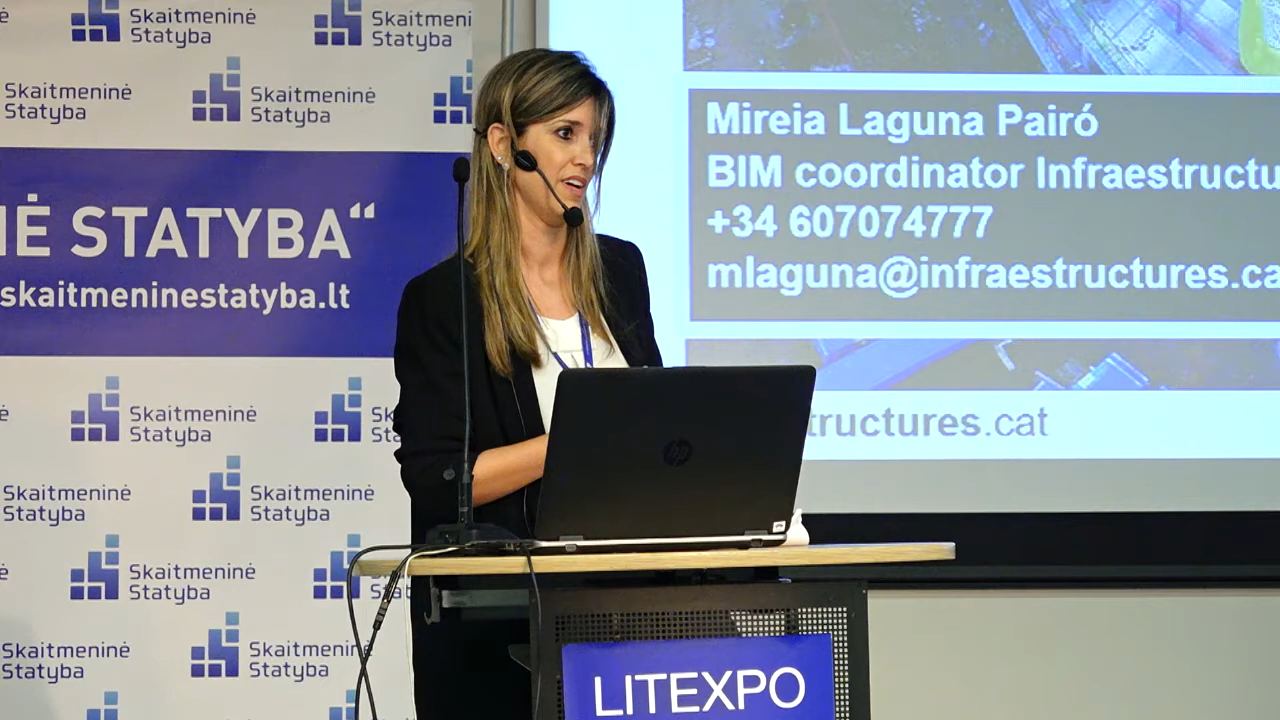 Skaitmeninė
Statyba
Skaitmeni
Statyba
Skaitmeninė
Statyba
Skaitmeninė
Statyba
Ė STATYBA“
skaitmeninestatyba.lt
Skaitmeninė
Statyba
Sk
Sta
Skaitmeninė
Statyba
Skaitmeninė
Statyba
Skaitmeninė
Statyba
Skaitmeninė
Statyba
Skaitmeninė
Statyba
Mireia Laguna Pairó
BIM coordinator Infraestructu
+34 607074777
mlaguna@infraestructures.ca
tructures.cat
hp
LITEXPO